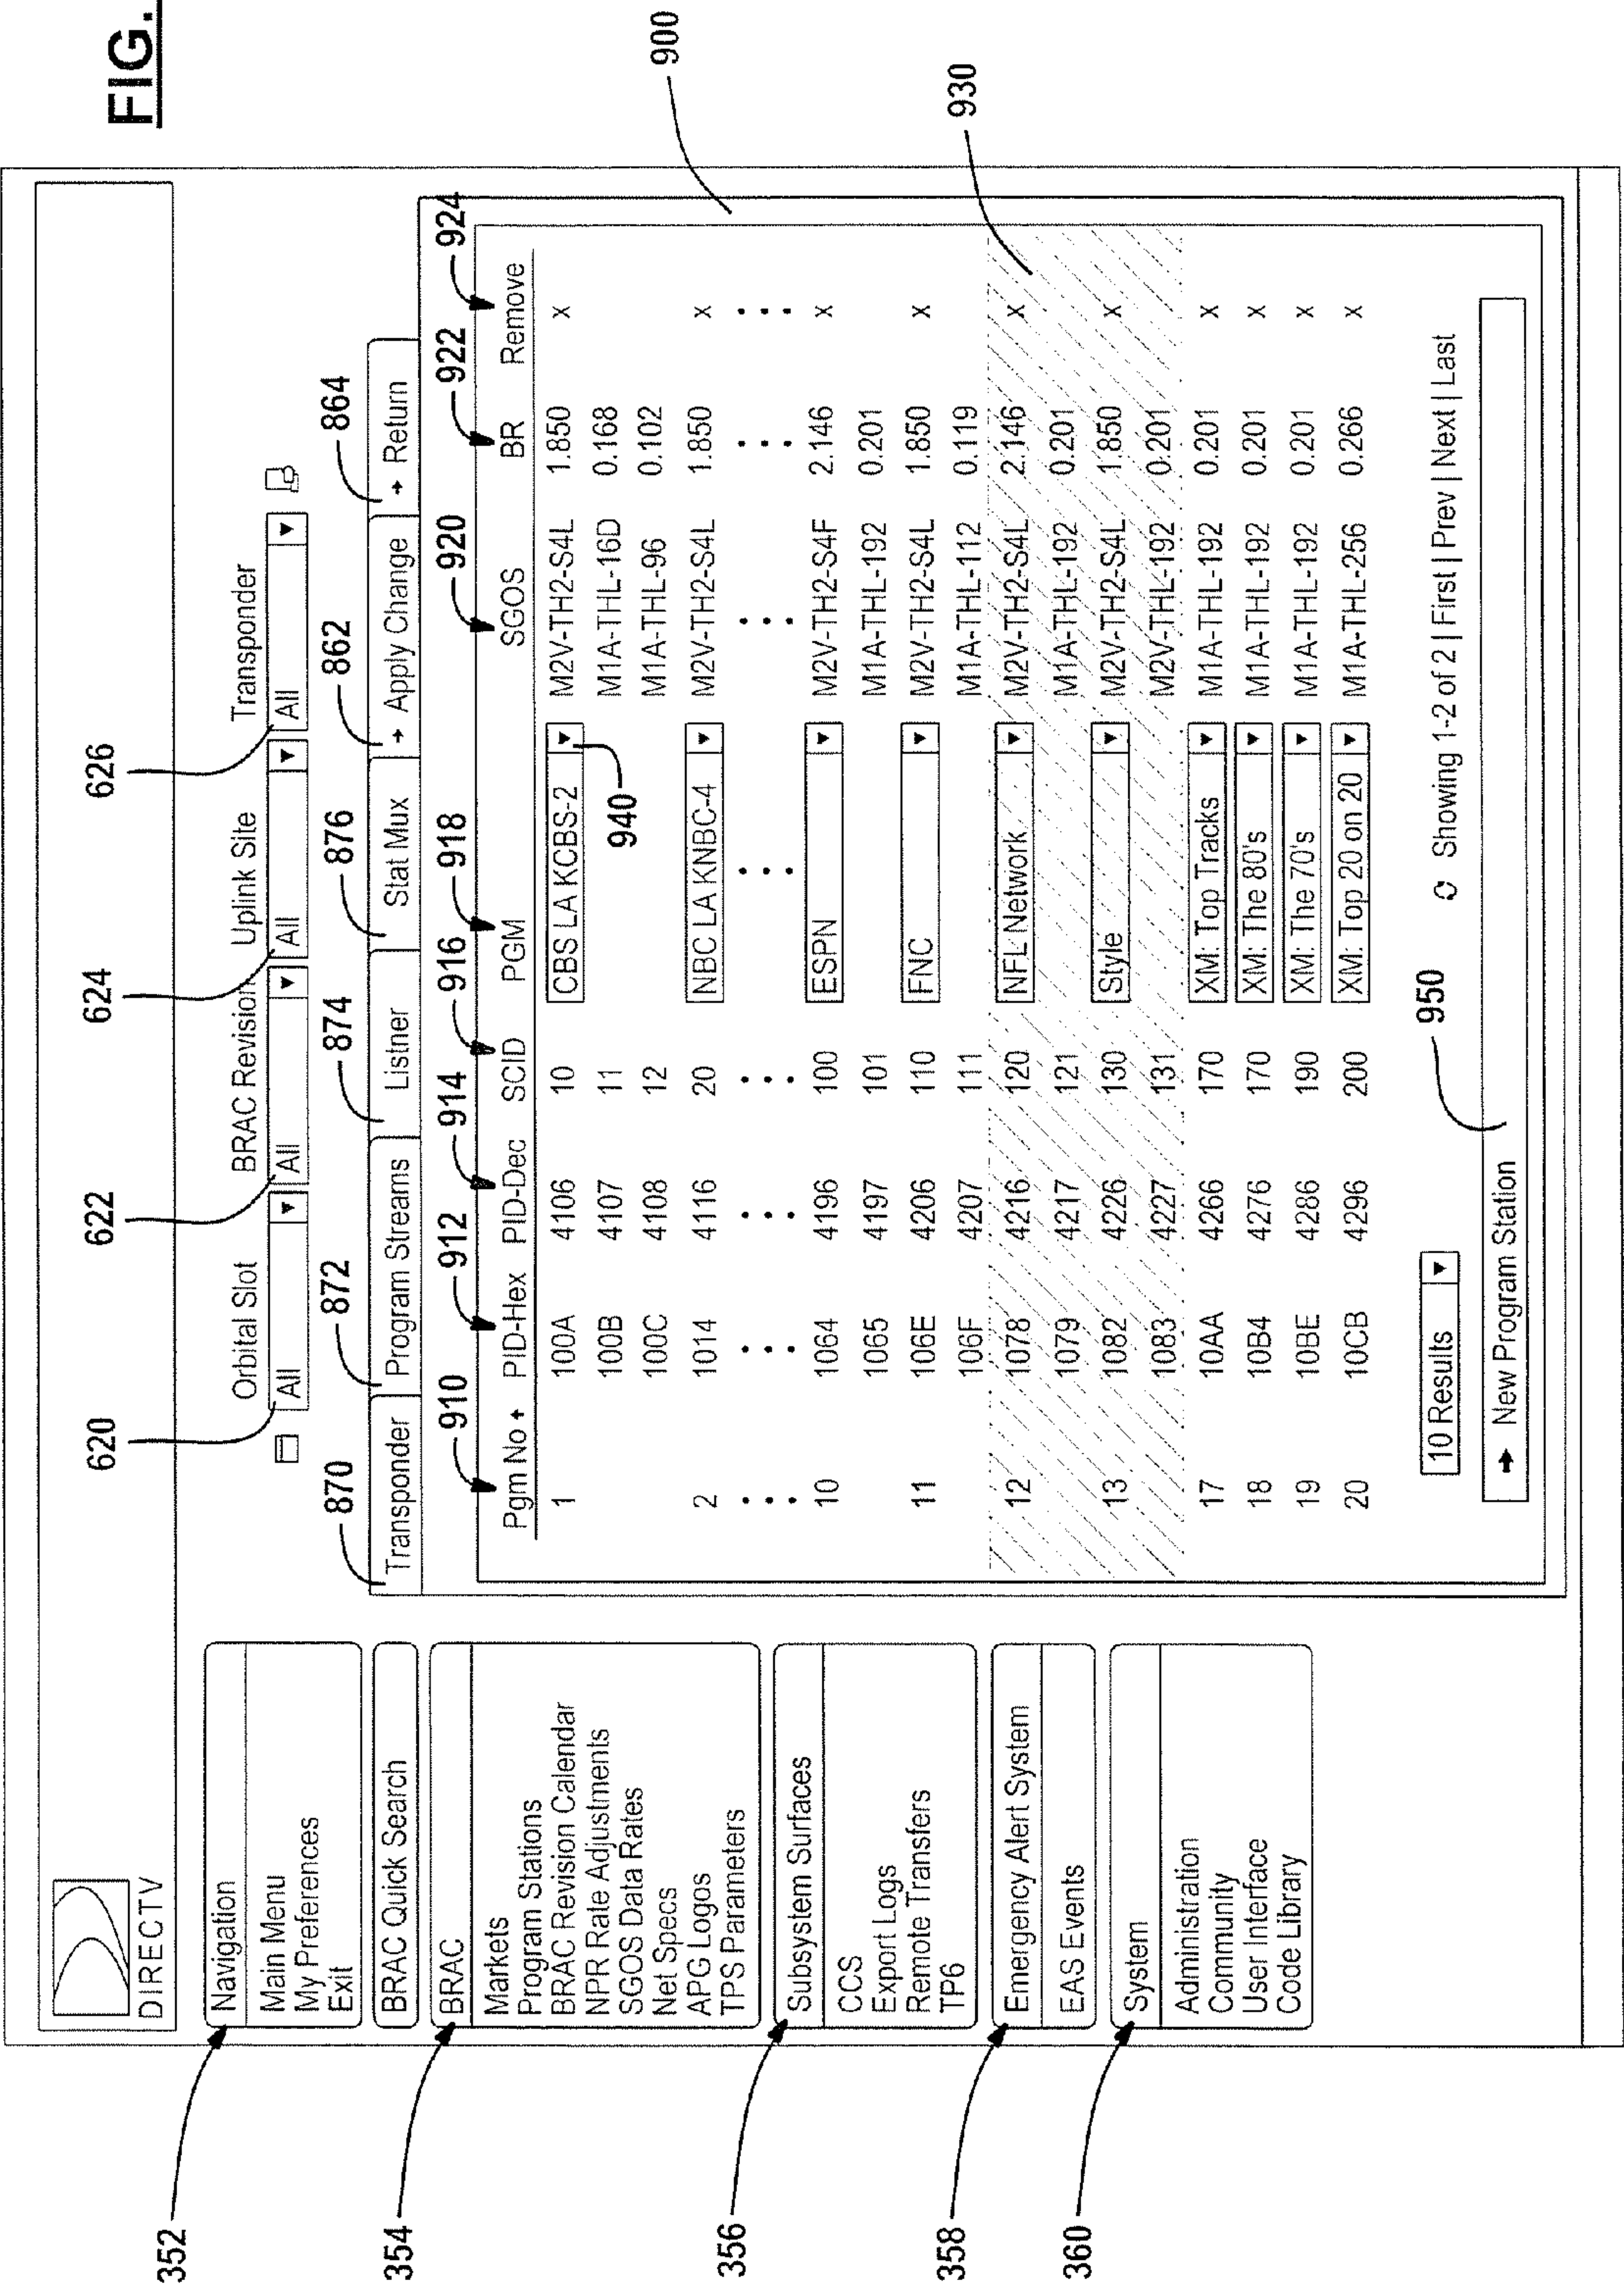 FIG.
DIRECTV
352
Navigation
Main Menu
My Preferences
Exit
BRAC Quick Search
354
BRAC
Markets
Program Stations
BRAC Revision Calendar
NPR Rate Adjustments
SGOS Data Rates
Net Specs
APG Logos
TPS Parameters
356
Subsystem Surfaces
CCS
Export Logs
Remote Transfers
TP6
358
Emergency Alert System
EAS Events
360
System
Administration
Community
User Interface
Code Library
620 622 624 626
Orbital Slot BRAC Revision Uplink Site Transponder
All ▼ All ▼ All ▼ All ▼
870 872 874 876 862 864
Transponder Program Streams Listner Stat Mux → Apply Change → Return
910 912 914 916 918 920 922 924
Pgm No PID-Hex PID-Dec SCID PGM SGOS BR Remove
1 100A 4106 10 CBS LA KCBS-2 ▼ M2V-TH2-S4L 1.850 x
100B 4107 11 M1A-THL-16D 0.168
940
100C 4108 12 M1A-THL-96 0.102
2 1014 4116 20 NBC LA KNBC-4 ▼ M2V-TH2-S4L 1.850 x
10 1064 4196 100 ESPN ▼ M2V-TH2-S4F 2.146 x
1065 4197 101 M1A-THL-192 0.201
11 106E 4206 110 FNC ▼ M2V-TH2-S4L 1.850 x
106F 4207 111 M1A-THL-112 0.119
12 1078 4216 120 NFL Network ▼ M2V-TH2-S4L 2.146 x
1079 4217 121 M1A-THL-192 0.201
13 1082 4226 130 Style ▼ M2V-TH2-S4L 1.850 x
1083 4227 131 M2V-THL-192 0.201
17 10AA 4266 170 XM: Top Tracks ▼ M1A-THL-192 0.201 x
18 10B4 4276 170 XM: The 80's ▼ M1A-THL-192 0.201 x
19 10BE 4286 190 XM: The 70's ▼ M1A-THL-192 0.201 x
20 10CB 4296 200 XM: Top 20 on 20 ▼ M1A-THL-256 0.266 x
900
930
10 Results ▼ Showing 1-2 of 2 | First | Prev | Next | Last
950
→ New Program Station